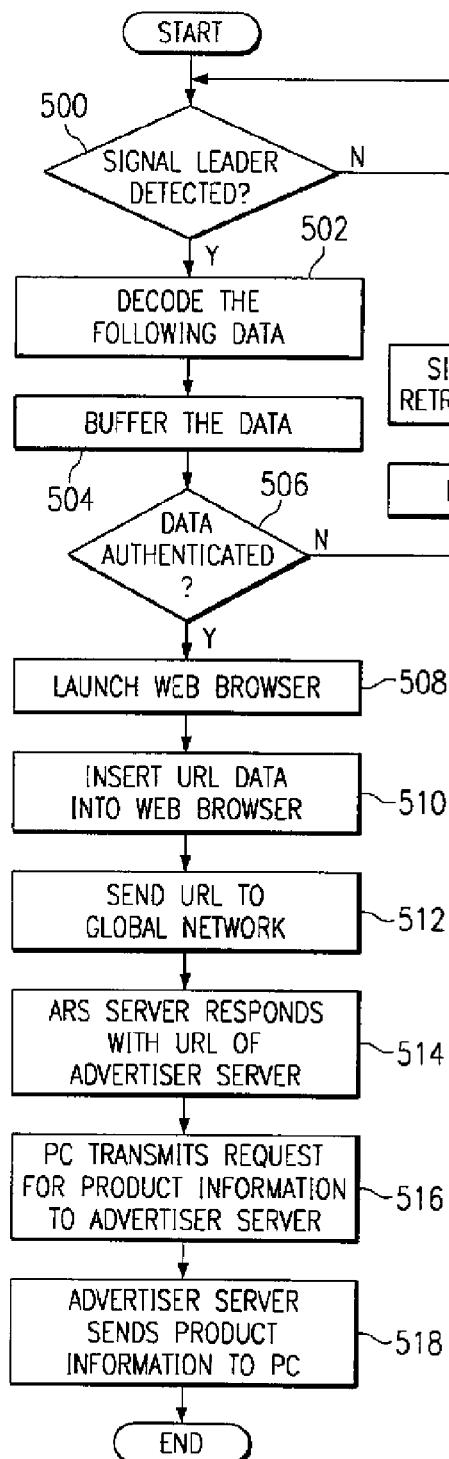 START
500
SIGNAL LEADER
DETECTED?
N
Y
502
DECODE THE
FOLLOWING DATA
BUFFER THE DATA
504
506
DATA
AUTHENTICATED
?
N
Y
LAUNCH WEB BROWSER
508
INSERT URL DATA
INTO WEB BROWSER
510
SEND URL TO
GLOBAL NETWORK
512
ARS SERVER RESPONDS
WITH URL OF
ADVERTISER SERVER
514
PC TRANSMITS REQUEST
FOR PRODUCT INFORMATION
TO ADVERTISER SERVER
516
ADVERTISER SERVER
SENDS PRODUCT
INFORMATION TO PC
518
END